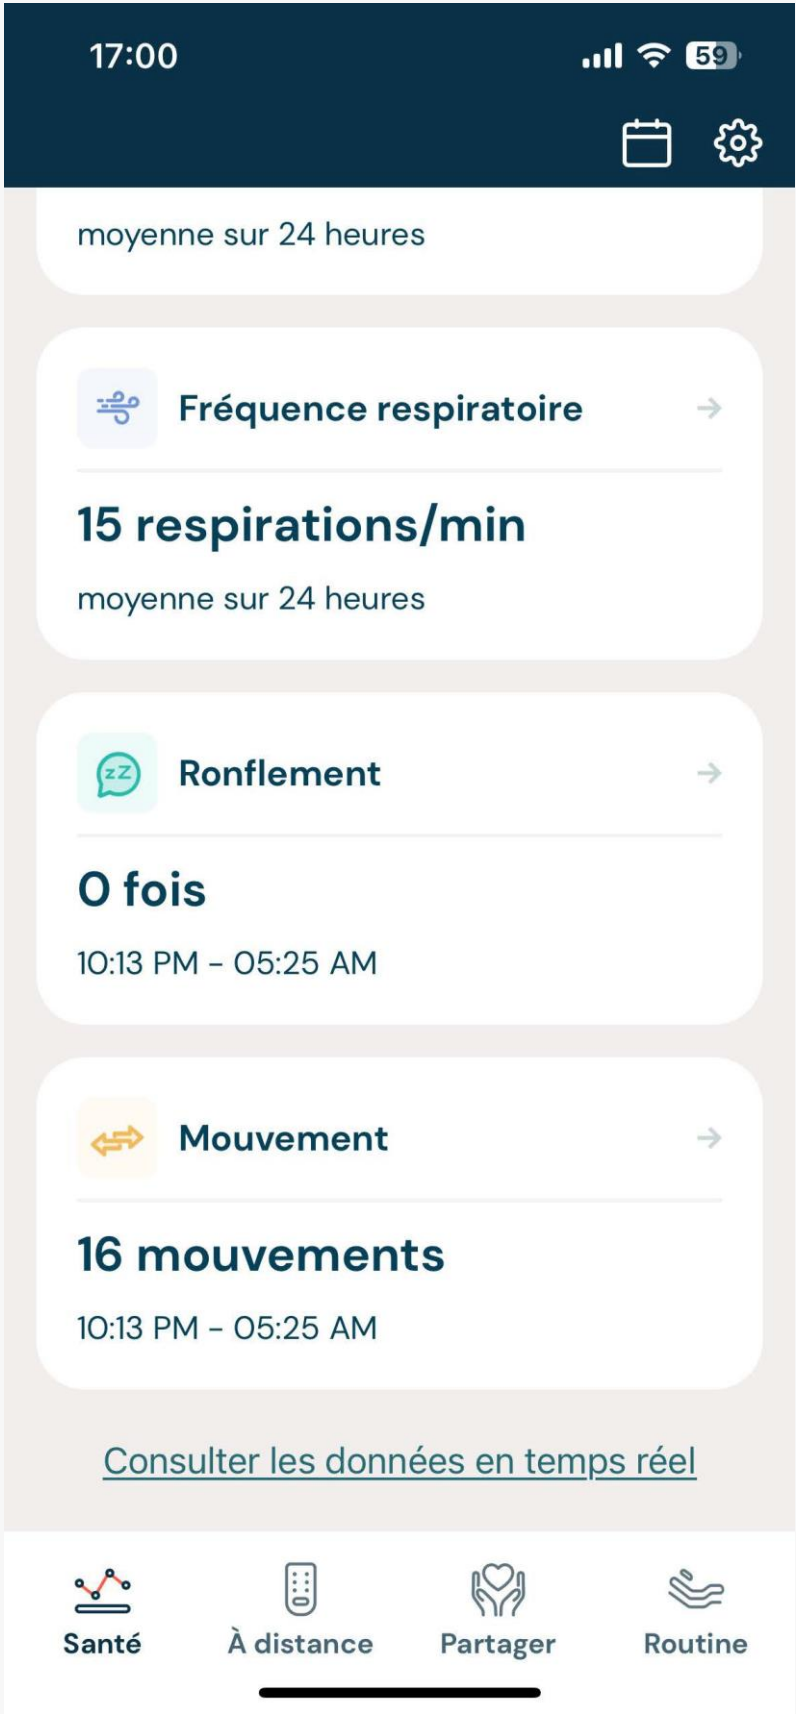 17:00
59
moyenne sur 24 heures
Fréquence respiratoire
15 respirations/min
moyenne sur 24 heures
zZ
Ronflement
0 fois
10:13 PM – 05:25 AM
Mouvement
16 mouvements
10:13 PM – 05:25 AM
Consulter les données en temps réel
Santé À distance Partager Routine